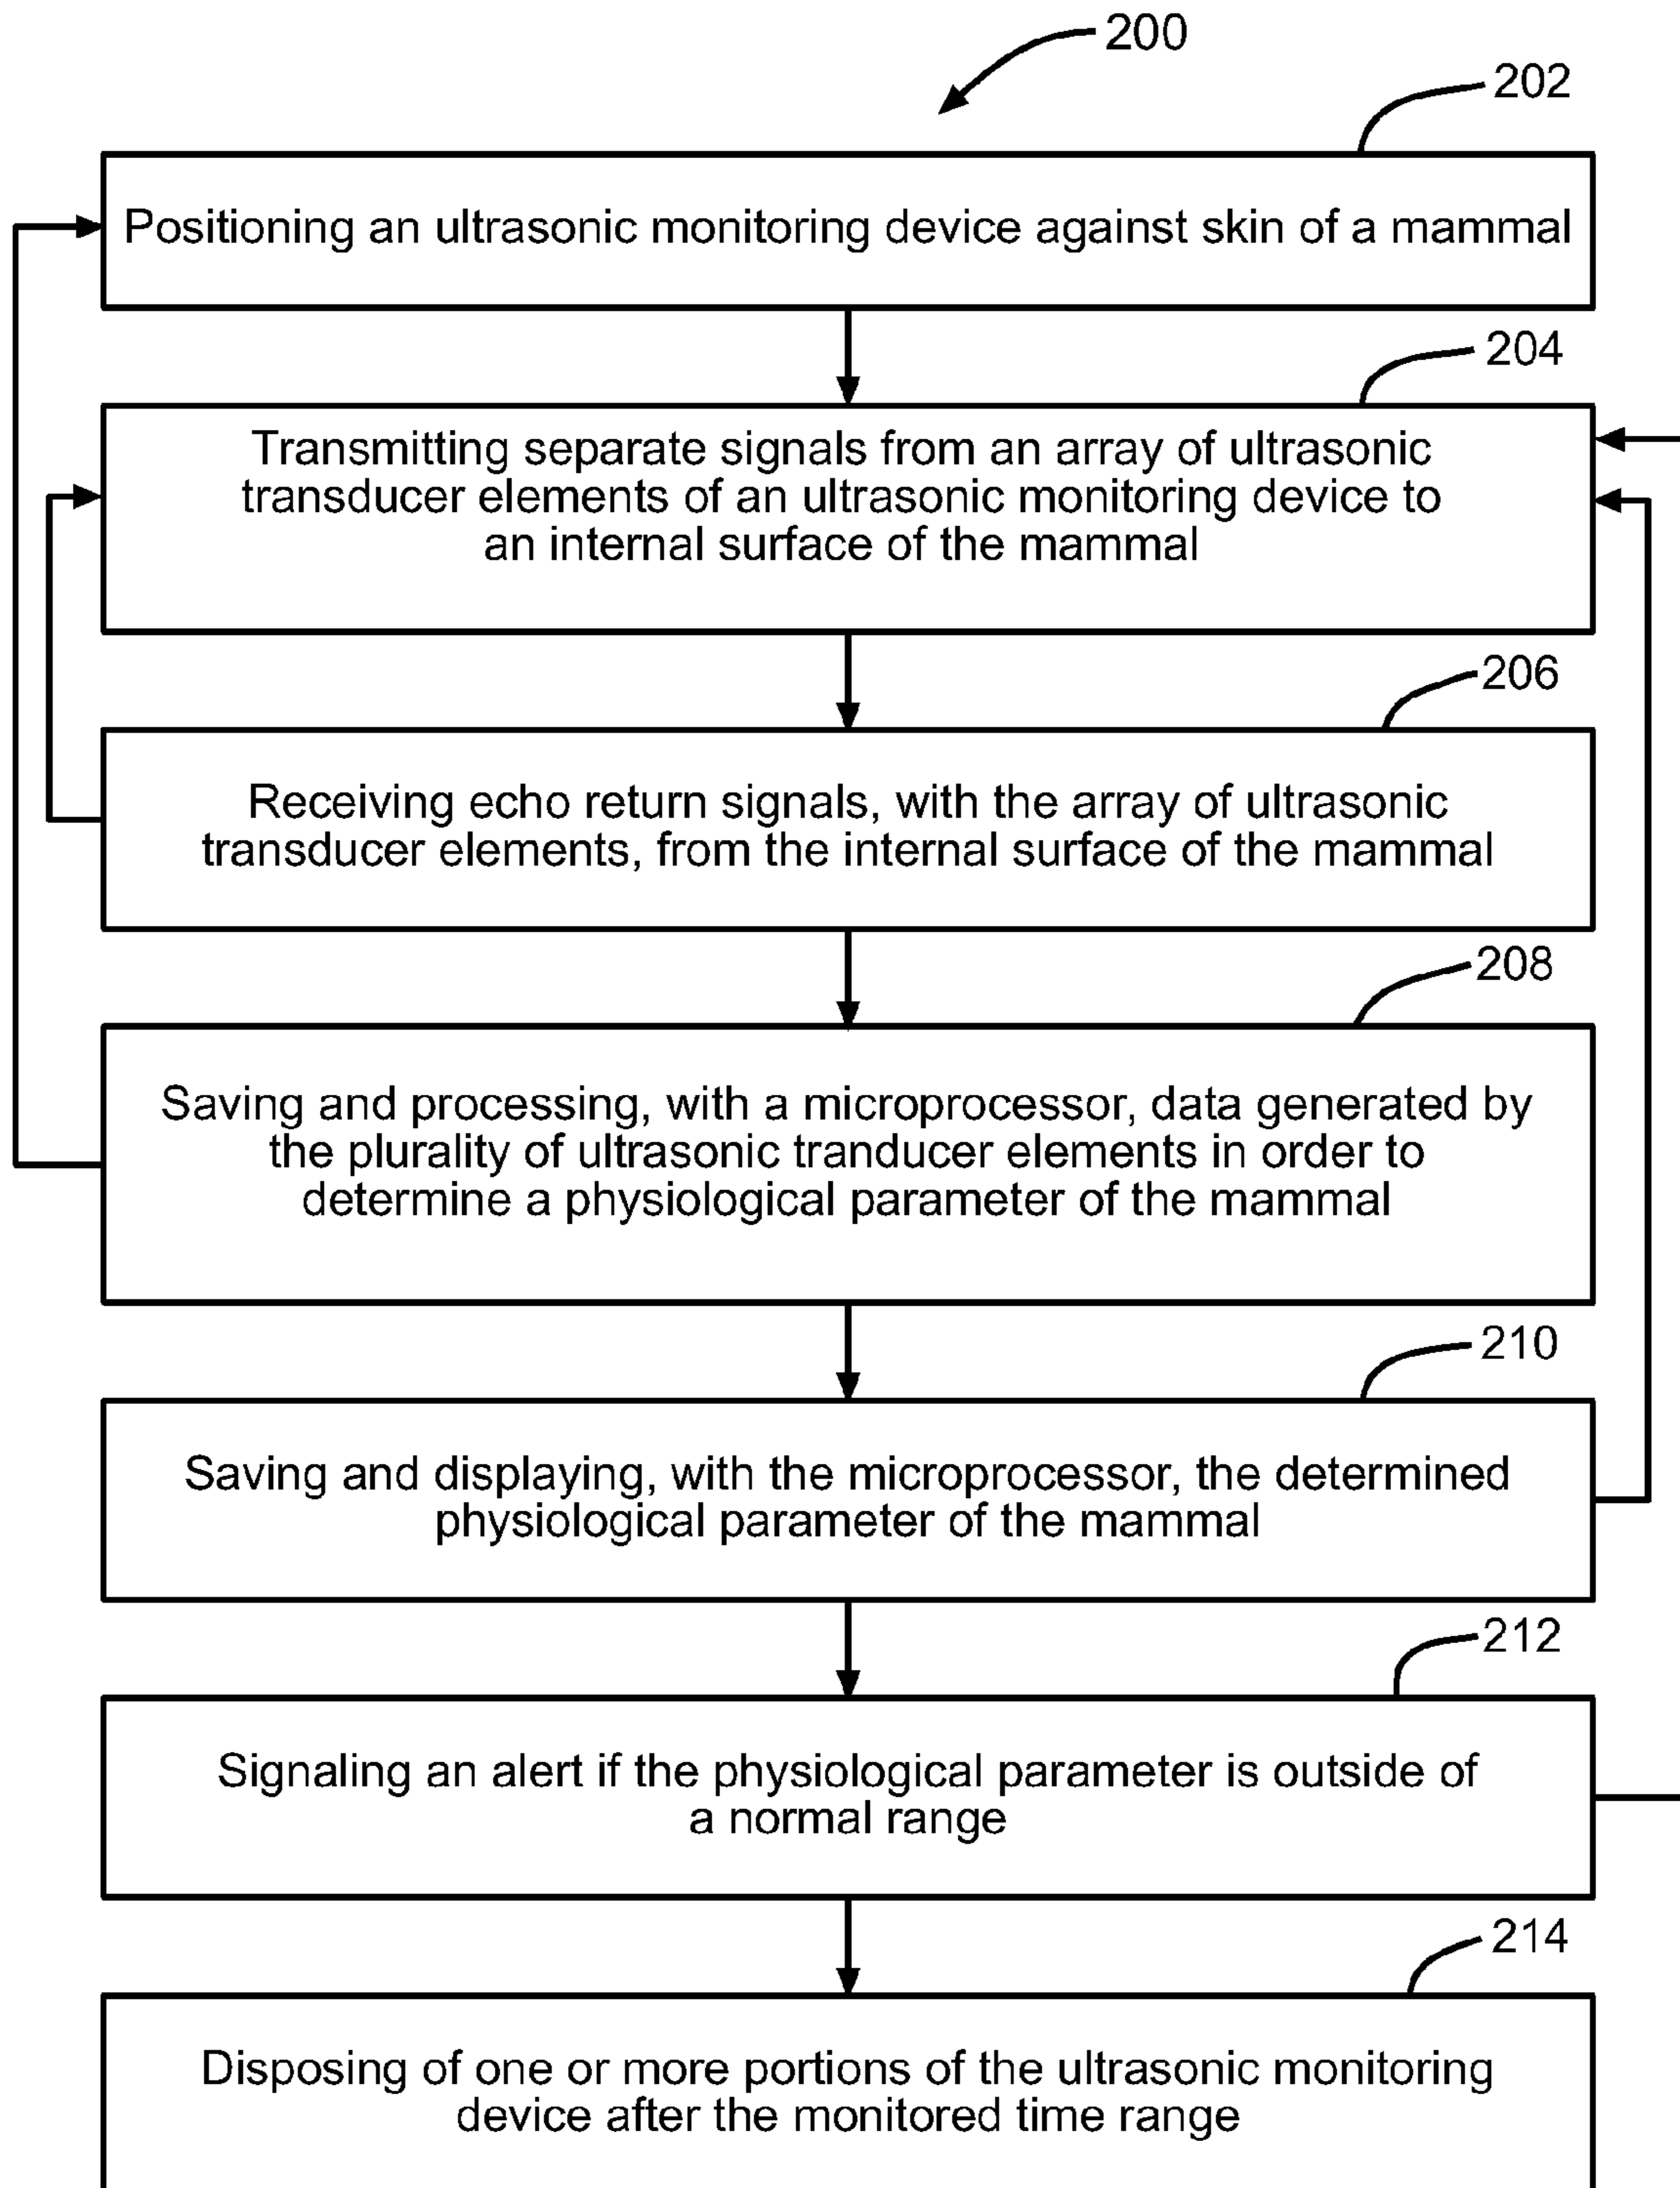 200
202
Positioning an ultrasonic monitoring device against skin of a mammal
204
Transmitting separate signals from an array of ultrasonic
transducer elements of an ultrasonic monitoring device to
an internal surface of the mammal
206
Receiving echo return signals, with the array of ultrasonic
transducer elements, from the internal surface of the mammal
208
Saving and processing, with a microprocessor, data generated by
the plurality of ultrasonic tranducer elements in order to
determine a physiological parameter of the mammal
210
Saving and displaying, with the microprocessor, the determined
physiological parameter of the mammal
212
Signaling an alert if the physiological parameter is outside of
a normal range
214
Disposing of one or more portions of the ultrasonic monitoring
device after the monitored time range